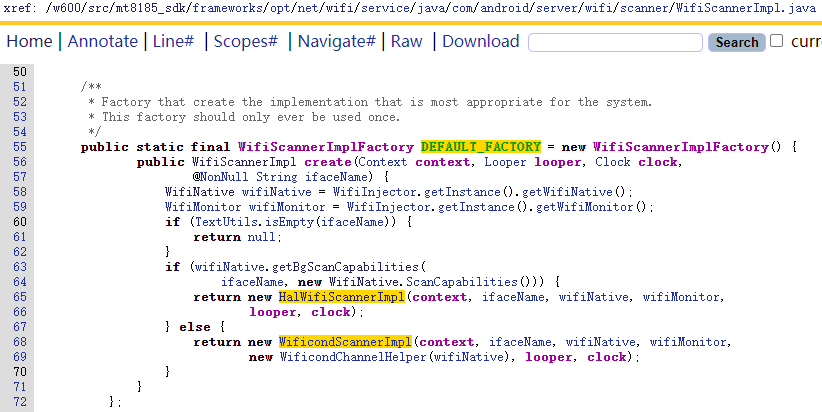 xref: /w600/src/mt8185_sdk/frameworks/opt/net/wifi/service/java/com/android/server/wifi/scanner/WifiScannerImpl.java
Home | Annotate | Line# | Scopes# | Navigate# | Raw | Download Search curr
50
51     /**
52      * Factory that create the implementation that is most appropriate for the system.
53      * This factory should only ever be used once.
54      */
55     public static final WifiScannerImplFactory DEFAULT_FACTORY = new WifiScannerImplFactory() {
56         public WifiScannerImpl create(Context context, Looper looper, Clock clock,
57                 @NonNull String ifaceName) {
58             WifiNative wifiNative = WifiInjector.getInstance().getWifiNative();
59             WifiMonitor wifiMonitor = WifiInjector.getInstance().getWifiMonitor();
60             if (TextUtils.isEmpty(ifaceName)) {
61                 return null;
62             }
63             if (wifiNative.getBgScanCapabilities(
64                     ifaceName, new WifiNative.ScanCapabilities())) {
65                 return new HalWifiScannerImpl(context, ifaceName, wifiNative, wifiMonitor,
66                         looper, clock);
67             } else {
68                 return new WificondScannerImpl(context, ifaceName, wifiNative, wifiMonitor,
69                         new WificondChannelHelper(wifiNative), looper, clock);
70             }
71         }
72     };